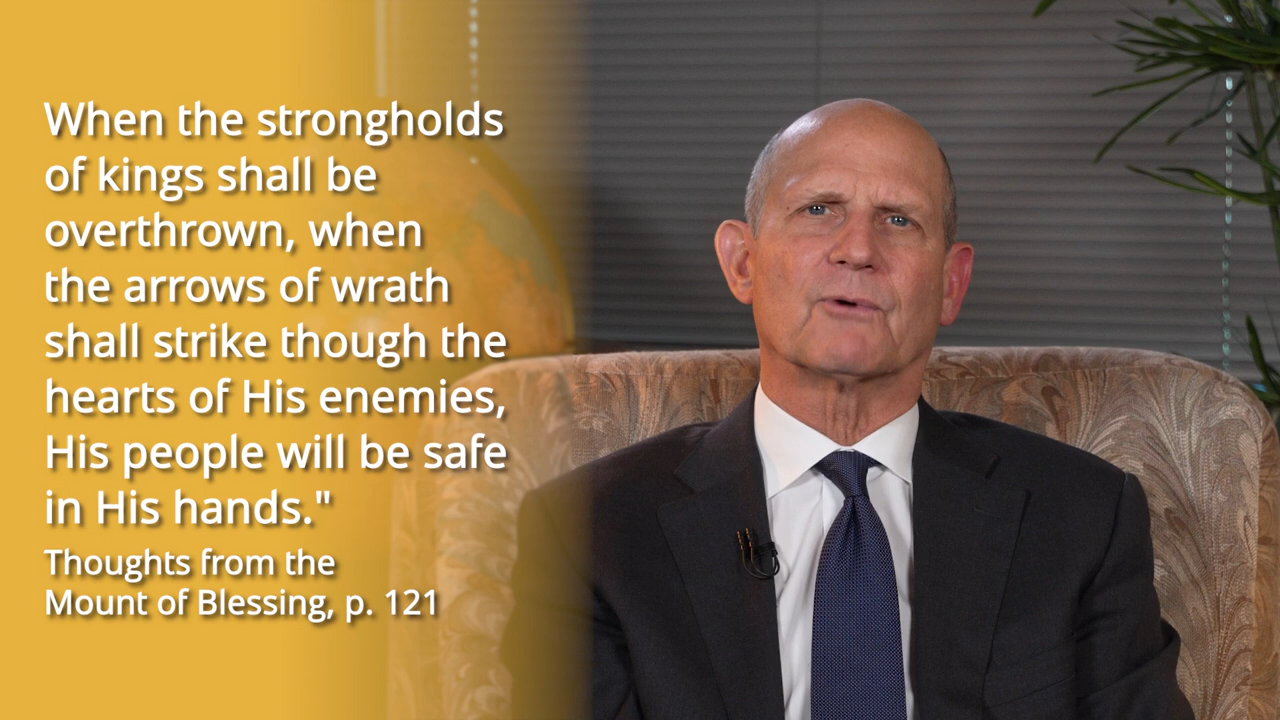 When the strongholds
of kings shall be
overthrown, when
the arrows of wrath
shall strike though the
hearts of His enemies,
His people will be safe
in His hands."
Thoughts from the
Mount of Blessing, p. 121